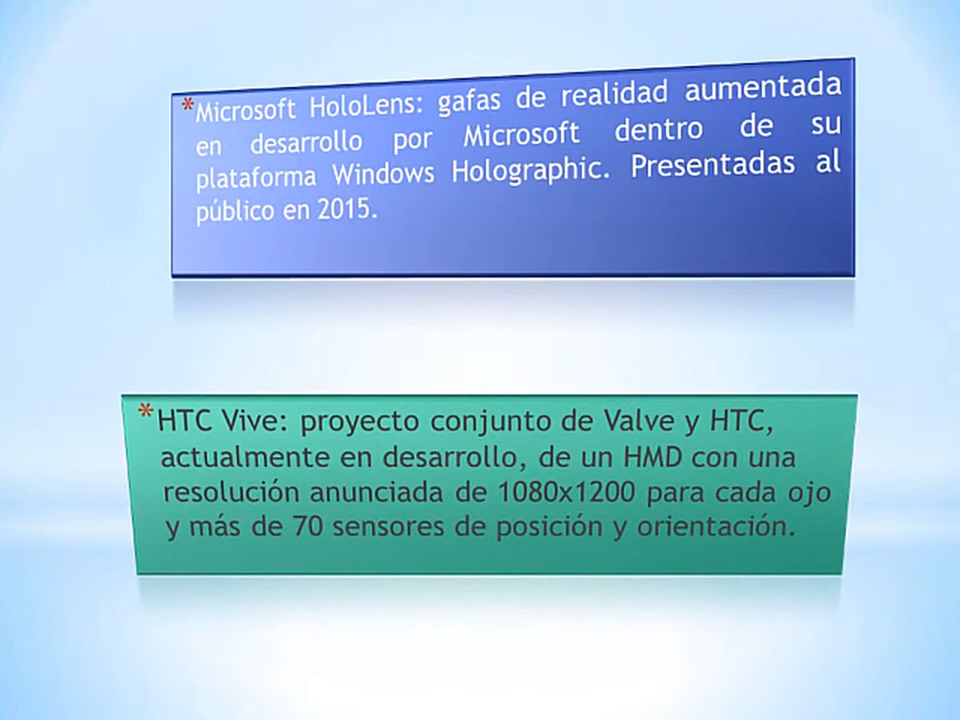 *Microsoft HoloLens: gafas de realidad aumentada
en desarrollo por Microsoft dentro de su
plataforma Windows Holographic. Presentadas al
público en 2015.
*HTC Vive: proyecto conjunto de Valve y HTC,
actualmente en desarrollo, de un HMD con una
resolución anunciada de 1080x1200 para cada ojo
y más de 70 sensores de posición y orientación.